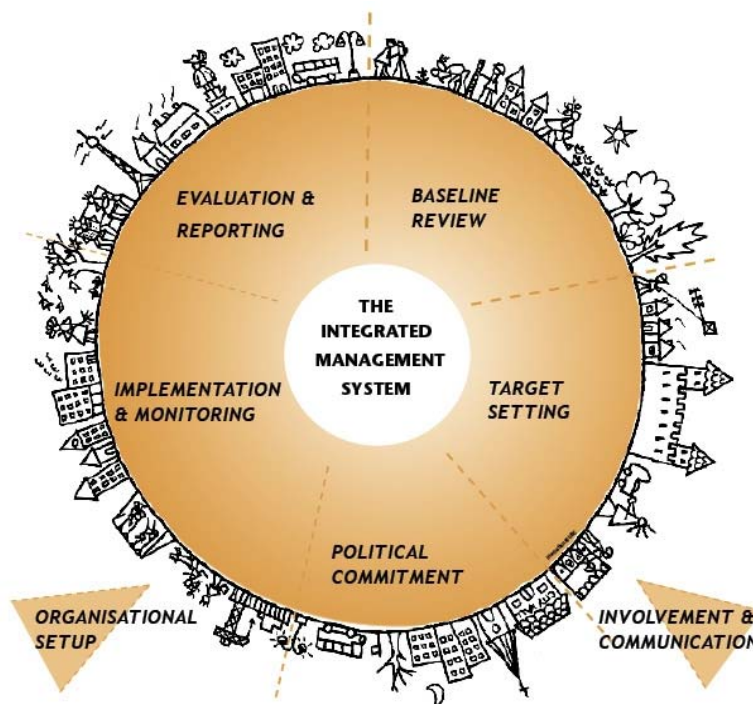 EVALUATION &
REPORTING
BASELINE
REVIEW
THE
INTEGRATED
MANAGEMENT
SYSTEM
IMPLEMENTATION
& MONITORING
TARGET
SETTING
POLITICAL
COMMITMENT
ORGANISATIONAL
SETUP
INVOLVEMENT &
COMMUNICATION